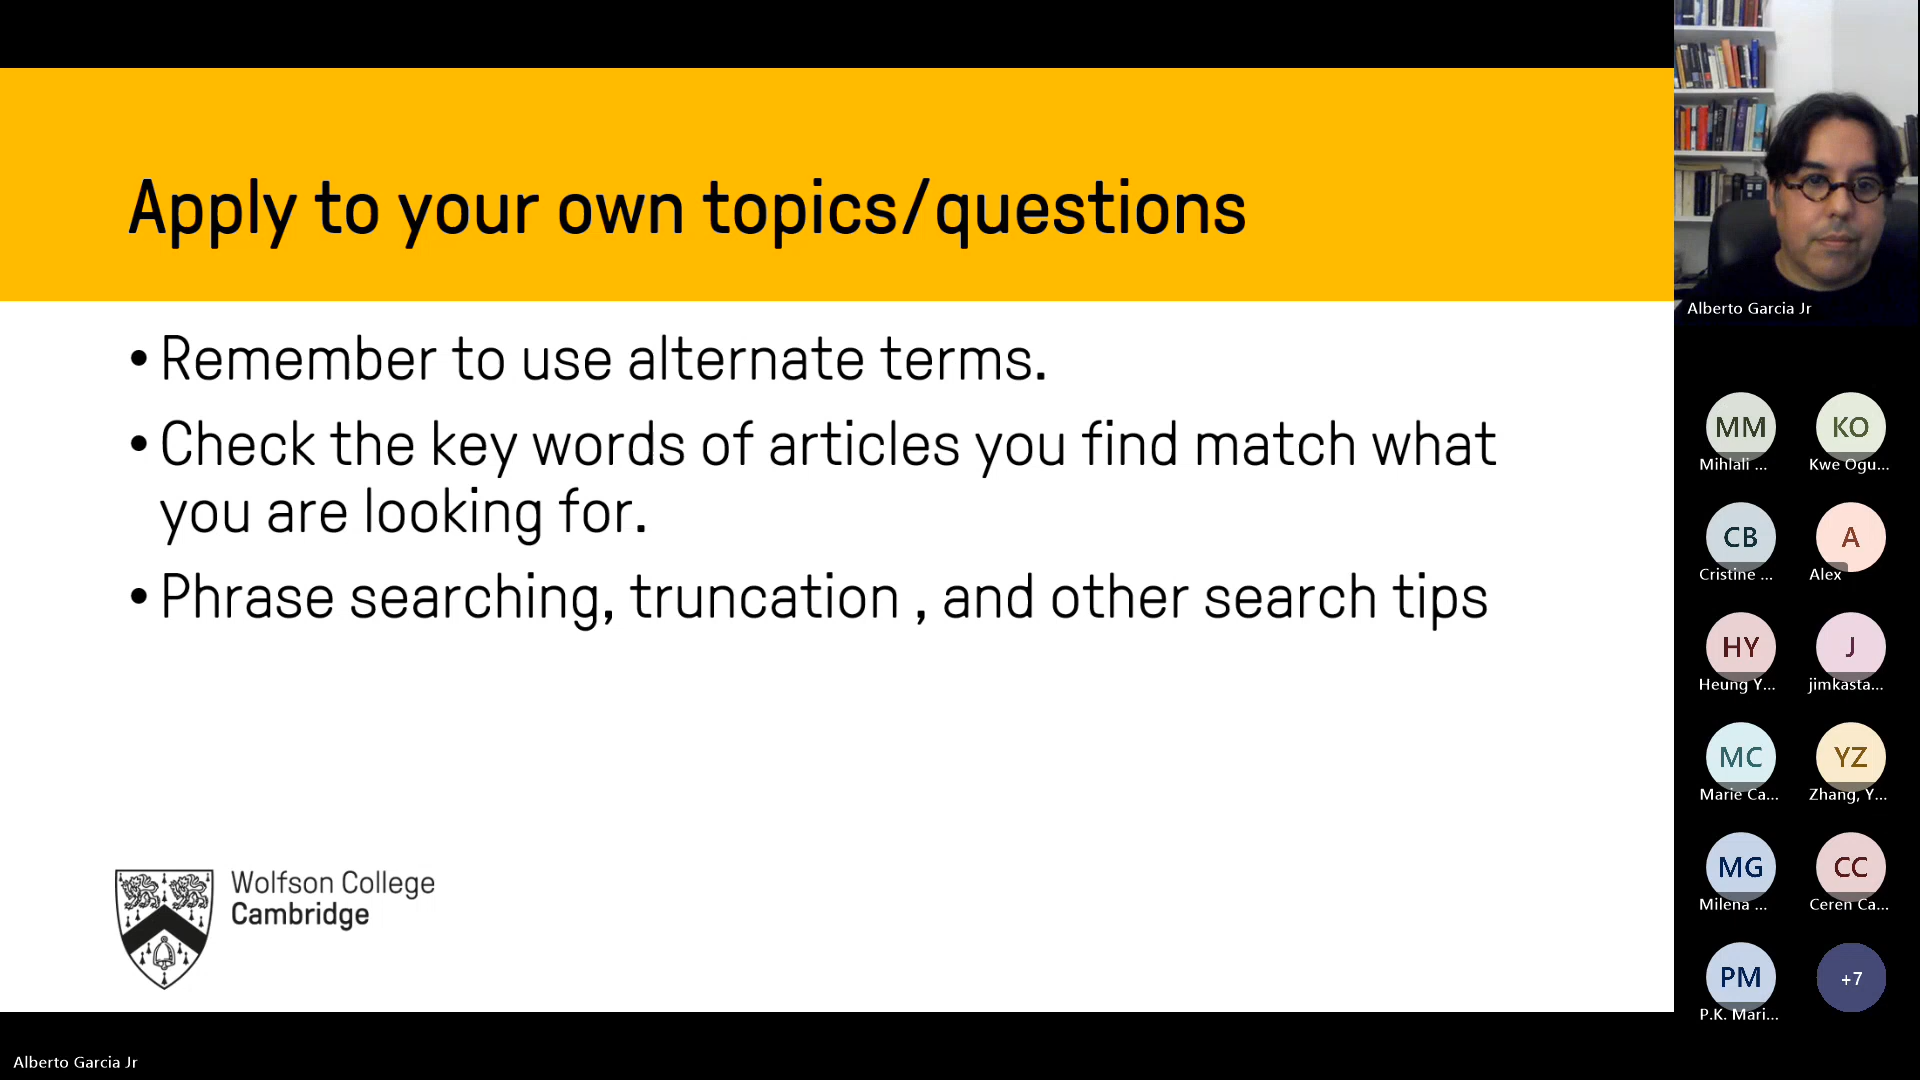 Apply to your own topics/questions
• Remember to use alternate terms.
• Check the key words of articles you find match what
you are looking for.
• Phrase searching, truncation , and other search tips
Wolfson College
Cambridge
Alberto Garcia Jr
Alberto Garcia Jr
MM
KO
Mihlali ...
Kwe Ogu...
CB
A
Cristine ...
Alex
HY
J
Heung Y...
jimkasta...
MC
YZ
Marie Ca...
Zhang, Y...
MG
CC
Milena ...
Ceren Ca...
PM
+7
P.K. Mari...